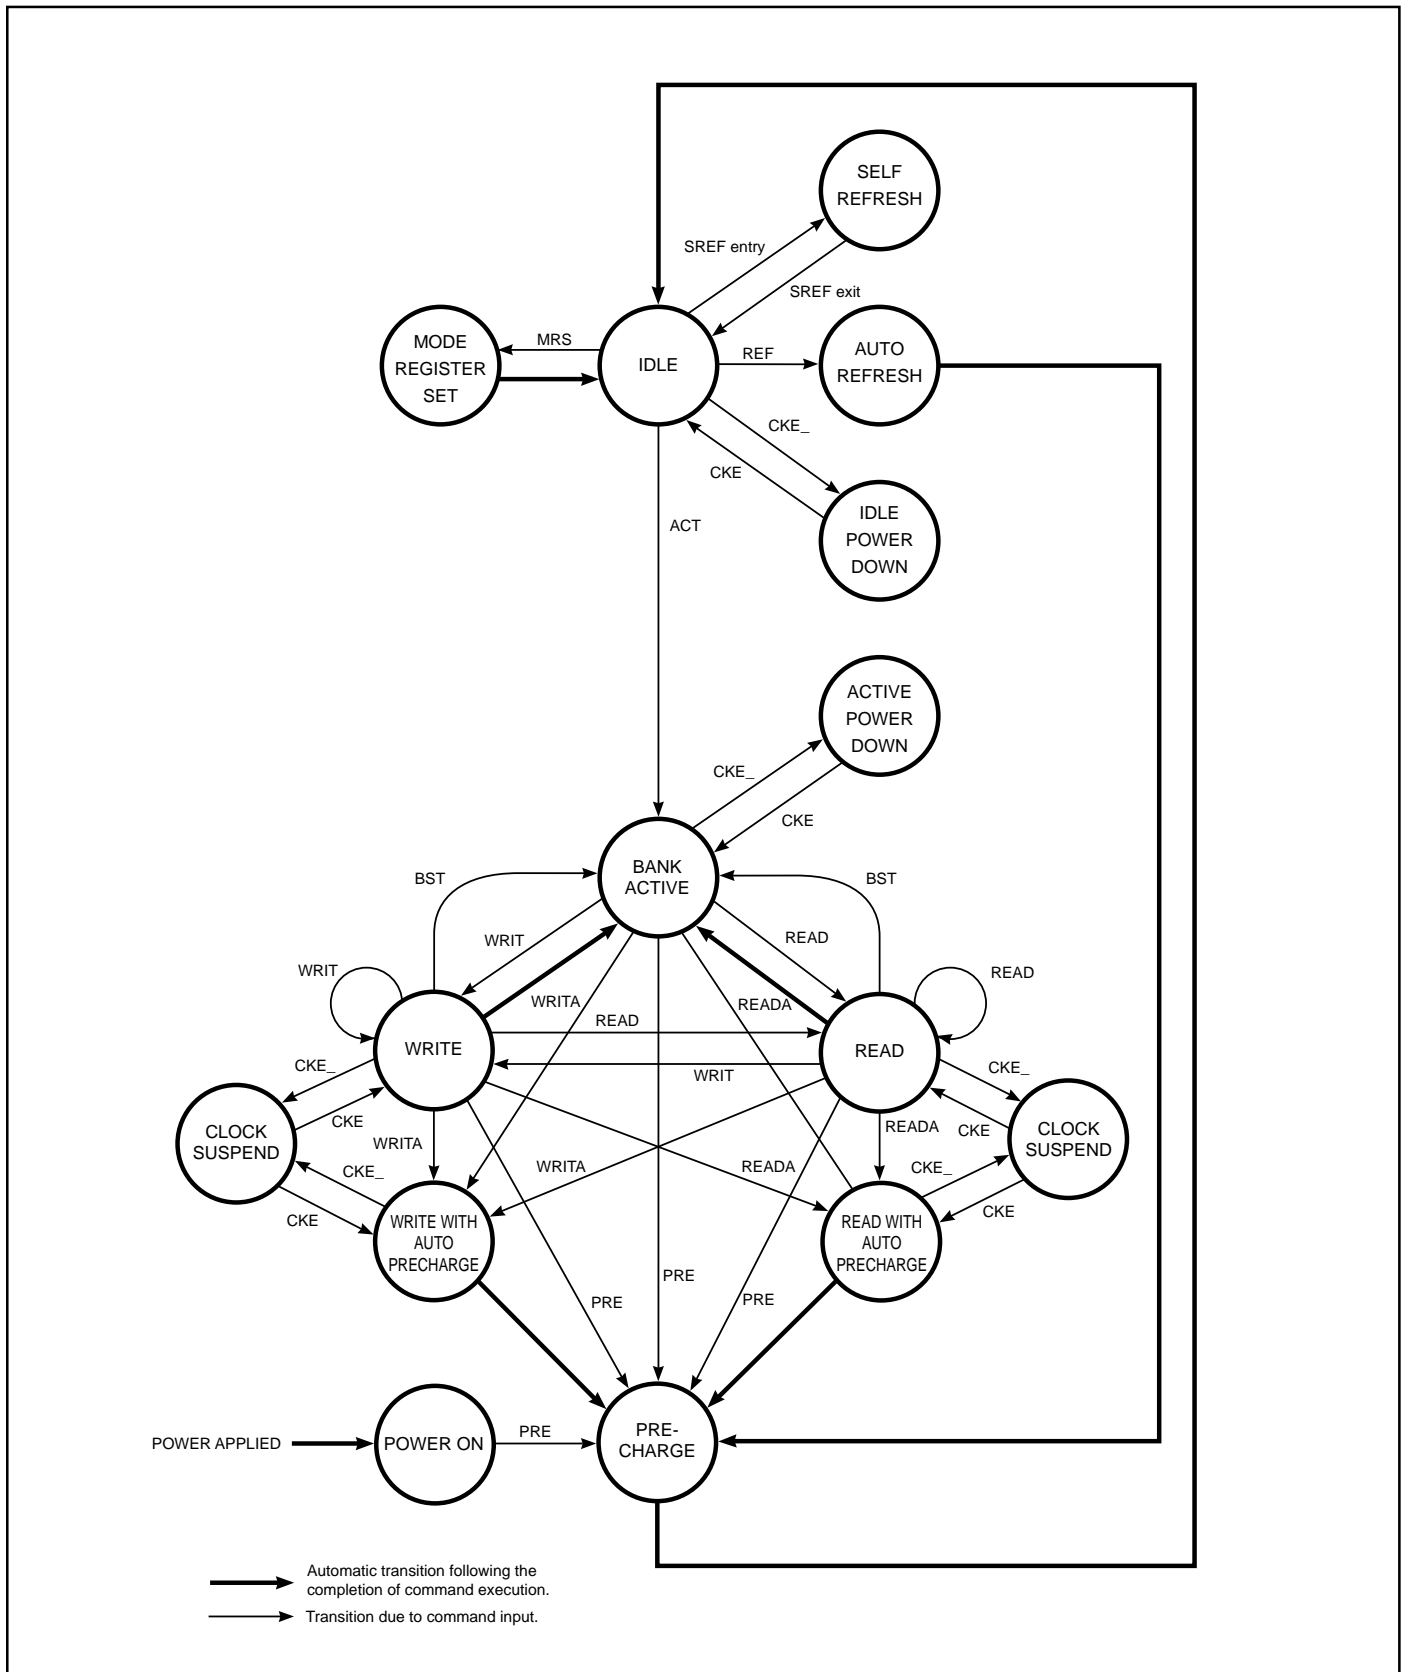 SELF
REFRESH
SREF entry
SREF exit
MODE
REGISTER
SET
MRS
IDLE
REF
AUTO
REFRESH
CKE_
CKE
IDLE
POWER
DOWN
ACT
ACTIVE
POWER
DOWN
CKE_
CKE
BANK
ACTIVE
BST
BST
WRIT
READ
WRIT
READ
WRITA
READA
READ
WRITE
READ
WRIT
CKE_
CKE_
CKE
CKE
CLOCK
SUSPEND
CLOCK
SUSPEND
WRITA
READA
CKE_
WRITA
READA
CKE_
CKE
CKE
WRITE WITH
AUTO
PRECHARGE
READ WITH
AUTO
PRECHARGE
PRE
PRE
PRE
POWER APPLIED
POWER ON
PRE
PRE-
CHARGE
Automatic transition following the
completion of command execution.
Transition due to command input.